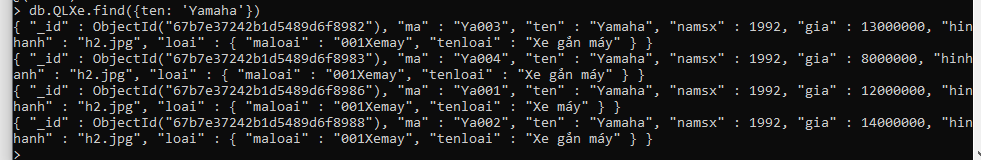 > db.QLXe.find({ten: 'Yamaha'})
{ "_id" : ObjectId("67b7e37242b1d5489d6f8982"), "ma" : "Ya003", "ten" : "Yamaha", "namsx" : 1992, "gia" : 13000000, "hin
hanh" : "h2.jpg", "loai" : { "maloai" : "001Xemay", "tenloai" : "Xe gắn máy" } }
{ "_id" : ObjectId("67b7e37242b1d5489d6f8983"), "ma" : "Ya004", "ten" : "Yamaha", "namsx" : 1992, "gia" : 8000000, "hinh
anh" : "h2.jpg", "loai" : { "maloai" : "001Xemay", "tenloai" : "Xe gắn máy" } }
{ "_id" : ObjectId("67b7e37242b1d5489d6f8986"), "ma" : "Ya001", "ten" : "Yamaha", "namsx" : 1992, "gia" : 12000000, "hin
hanh" : "h2.jpg", "loai" : { "maloai" : "001Xemay", "tenloai" : "Xe máy" } }
{ "_id" : ObjectId("67b7e37242b1d5489d6f8988"), "ma" : "Ya002", "ten" : "Yamaha", "namsx" : 1992, "gia" : 14000000, "hin
hanh" : "h2.jpg", "loai" : { "maloai" : "001Xemay", "tenloai" : "Xe gắn máy" } }
>